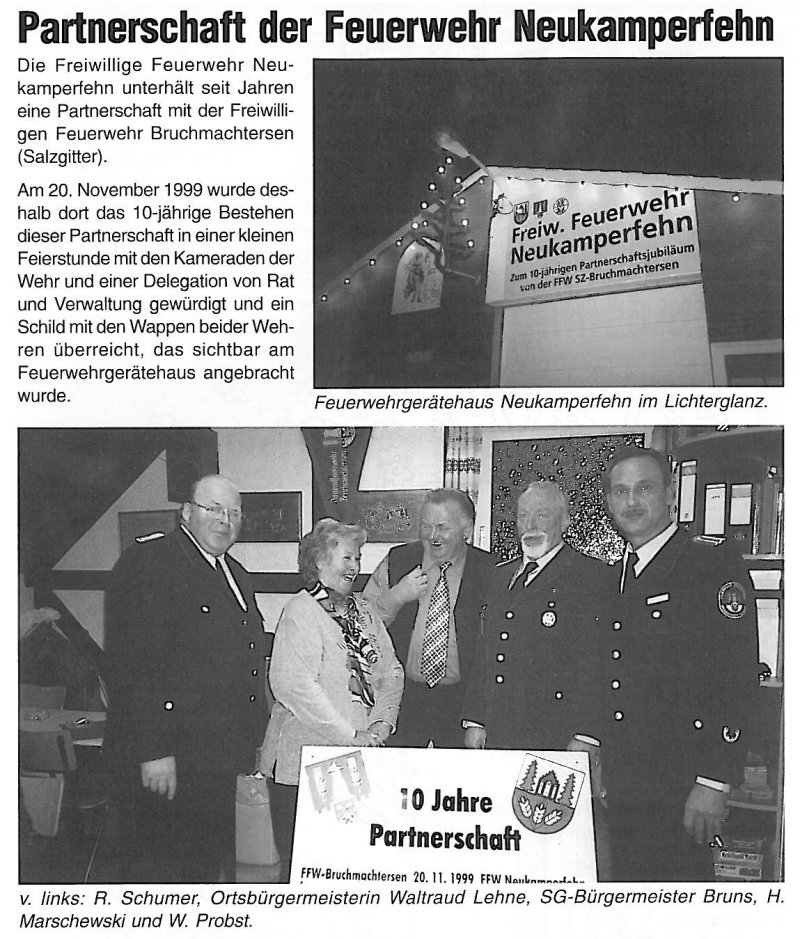 Partnerschaft der Feuerwehr Neukamperfehn
Die Freiwillige Feuerwehr Neu-
kamperfehn unterhält seit Jahren
eine Partnerschaft mit der Freiwilli-
gen Feuerwehr Bruchmachtersen
(Salzgitter).
Am 20. November 1999 wurde des-
halb dort das 10-jährige Bestehen
dieser Partnerschaft in einer kleinen
Feierstunde mit den Kameraden der
Wehr und einer Delegation von Rat
und Verwaltung gewürdigt und ein
Schild mit den Wappen beider Weh-
ren überreicht, das sichtbar am
Feuerwehrgerätehaus angebracht
wurde.
Freiw. Feuerwehr
Neukamperfehn
Zum 10-jährigen Partnerschaftsjubiläum
von der FFW SZ-Bruchmachtersen
Feuerwehrgerätehaus Neukamperfehn im Lichterglanz.
10 Jahre
Partnerschaft
FFW-Bruchmachtersen 20. 11. 1999 FFW Neukamperfehn
v. links: R. Schumer, Ortsbürgermeisterin Waltraud Lehne, SG-Bürgermeister Bruns, H.
Marschewski und W. Probst.